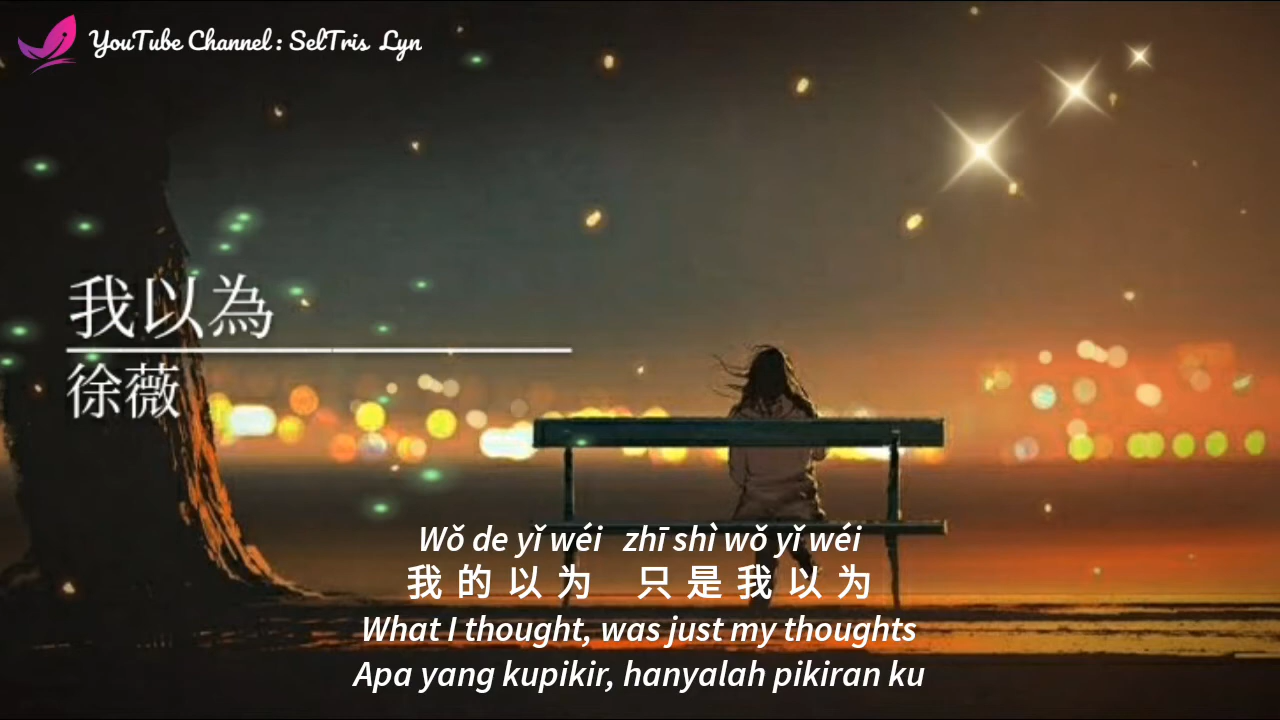 YouTube Channel : SelTris Lyn
我以為
徐薇
Wǒ de yǐ wéi zhī shì wǒ yǐ wéi
我的以为 只是我以为
What I thought, was just my thoughts
Apa yang kupikir, hanyalah pikiran ku